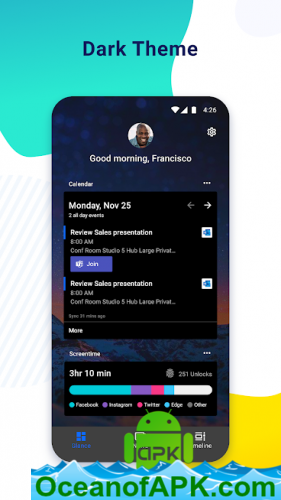 Dark Theme
4:26
Good morning, Francisco
Calendar
Monday, Nov 25
2 all day events
Review Sales presentation
8:00 AM
Conf Room Studio 5 Hub Large Privat...
Join
Review Sales presentation
8:00 AM
Conf Room Studio 5 Hub Large Privat...
Sync 31 mins ago
More
Screentime
3hr 10 min
251 Unlocks
Facebook Instagram Twitter Edge Other
jAPK
OceanofAPK.com